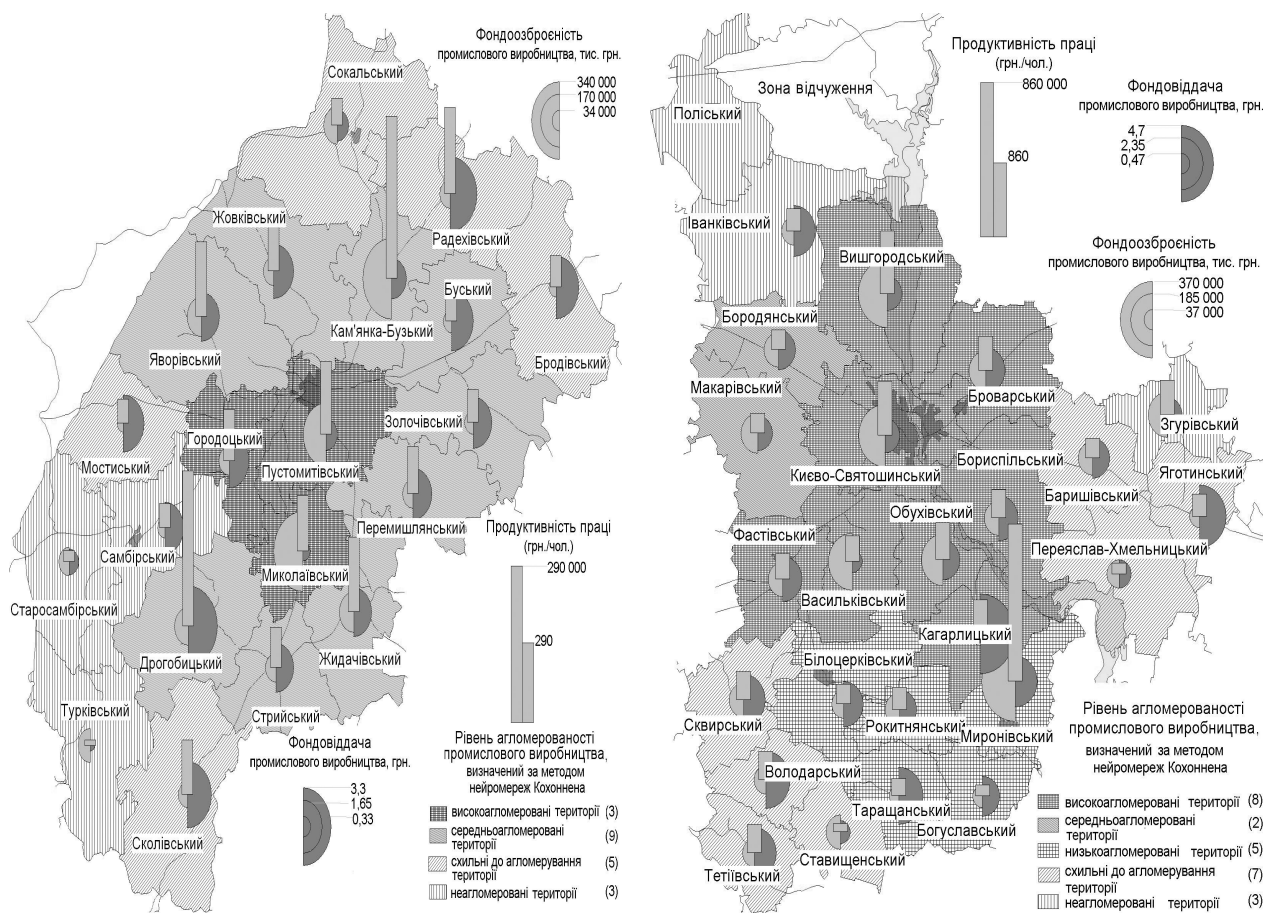 Фондоозброєність
промислового виробництва, тис. грн.
340 000
170 000
34 000
Сокальський
Жовківський
Радехівський
Буський
Кам'янка-Бузький
Яворівський
Бродівський
Золочівський
Городоцький
Мостиський
Пустомитівський
Перемишлянський
Самбірський
Миколаївський
Старосамбірський
Дрогобицький
Жидачівський
Стрийський
Турківський
Сколівський
Продуктивність праці
(грн./чол.)
290 000
290
Фондовіддача
промислового виробництва, грн.
3,3
1,65
0,33
Рівень агломерованості
промислового виробництва,
визначений за методом
нейромереж Кохоннена
високоагломеровані території (3)
середньоагломеровані (9)
території
схильні до агломерування (5)
території
неагломеровані території (3)
Продуктивність праці
(грн./чол.)
860 000
860
Фондовіддача
промислового виробництва, грн.
4,7
2,35
0,47
Фондоозброєність
промислового виробництва, тис. грн.
370 000
185 000
37 000
Зона відчуження
Поліський
Іванківський
Вишгородський
Бородянський
Макарівський
Броварський
Згурівський
Бориспільський
Києво-Святошинський
Баришівський
Яготинський
Обухівський
Фастівський
Переяслав-Хмельницький
Васильківський
Кагарлицький
Білоцерківський
Сквирський
Рокитнянський
Миронівський
Володарський
Таращанський
Богуславський
Ставищенський
Тетіївський
Рівень агломерованості
промислового виробництва,
визначений за методом
нейромереж Кохоннена
високоагломеровані території (8)
середньоагломеровані (2)
території
низькоагломеровані території (5)
схильні до агломерування (7)
території
неагломеровані території (3)